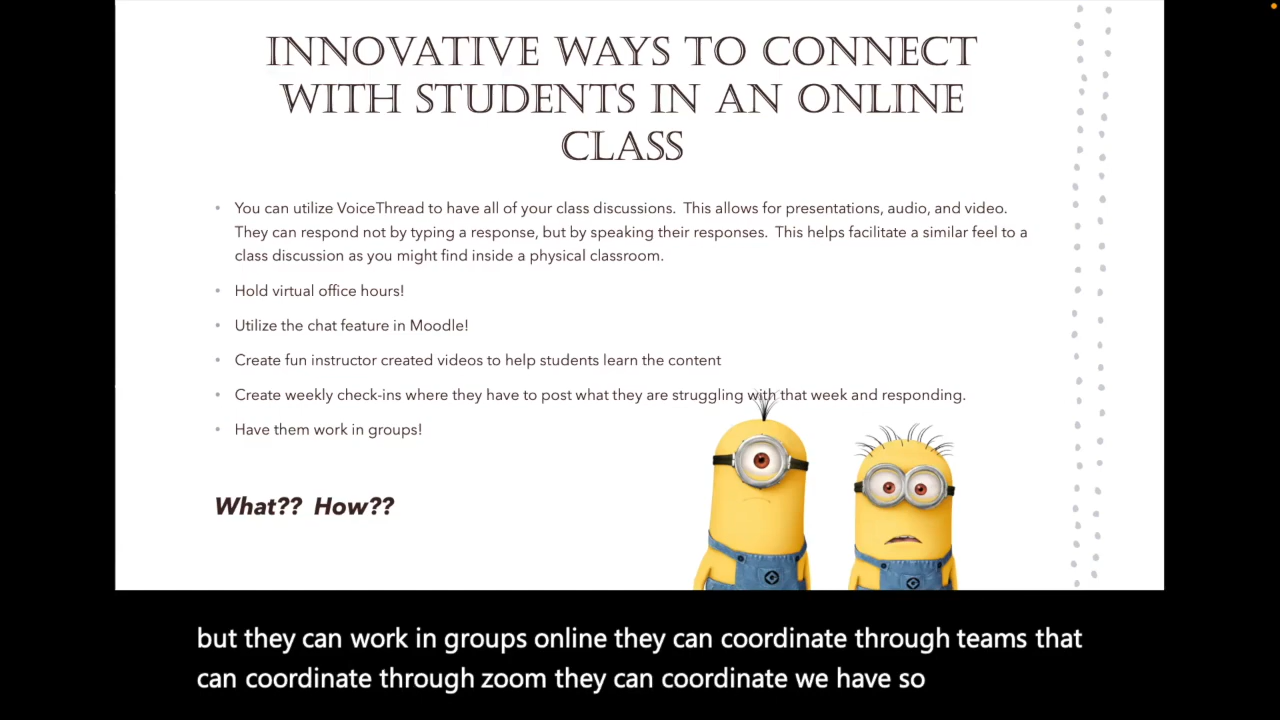 INNOVATIVE WAYS TO CONNECT
WITH STUDENTS IN AN ONLINE
CLASS
• You can utilize VoiceThread to have all of your class discussions. This allows for presentations, audio, and video.
They can respond not by typing a response, but by speaking their responses. This helps facilitate a similar feel to a
class discussion as you might find inside a physical classroom.
• Hold virtual office hours!
• Utilize the chat feature in Moodle!
• Create fun instructor created videos to help students learn the content
• Create weekly check-ins where they have to post what they are struggling with that week and responding.
• Have them work in groups!
What?? How??
but they can work in groups online they can coordinate through teams that
can coordinate through zoom they can coordinate we have so